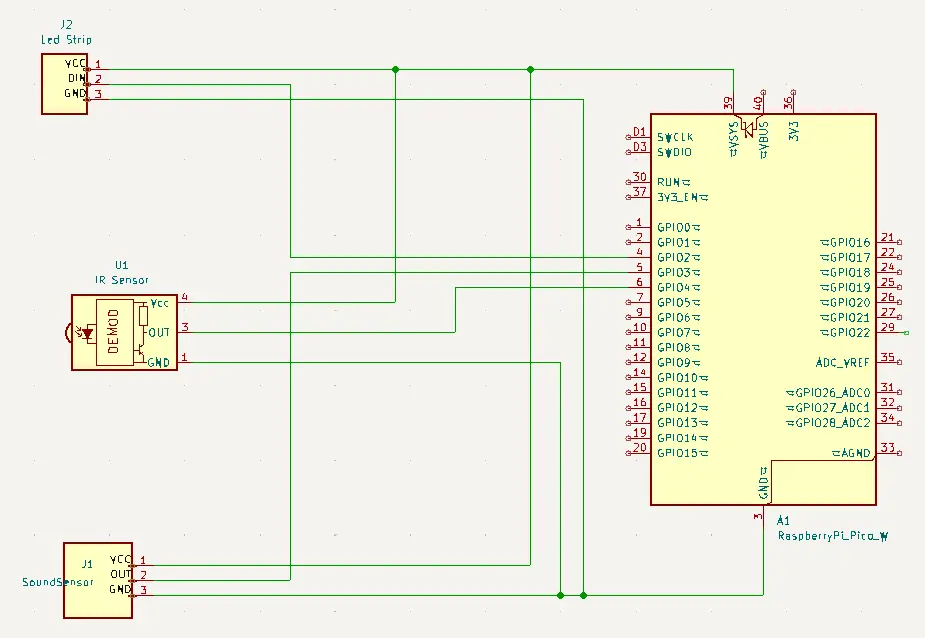 J2
Led Strip
VCC 1
DIN 2
GND 3
U1
IR Sensor
DEMOD
Vcc 4
OUT 3
GND 1
J1
SoundSensor
VCC 1
OUT 2
GND 3
39 40 36
VSYS VBUS 3V3
D1 SWCLK
D3 SWDIO
30 RUN
37 3V3_EN
1 GPIO0
2 GPIO1
4 GPIO2
5 GPIO3
6 GPIO4
7 GPIO5
9 GPIO6
10 GPIO7
11 GPIO8
12 GPIO9
14 GPIO10
15 GPIO11
16 GPIO12
17 GPIO13
19 GPIO14
20 GPIO15
GPIO16 21
GPIO17 22
GPIO18 24
GPIO19 25
GPIO20 26
GPIO21 27
GPIO22 29
ADC_VREF 35
GPIO26_ADC0 31
GPIO27_ADC1 32
GPIO28_ADC2 34
AGND 33
GND
3
A1
RaspberryPi_Pico_W